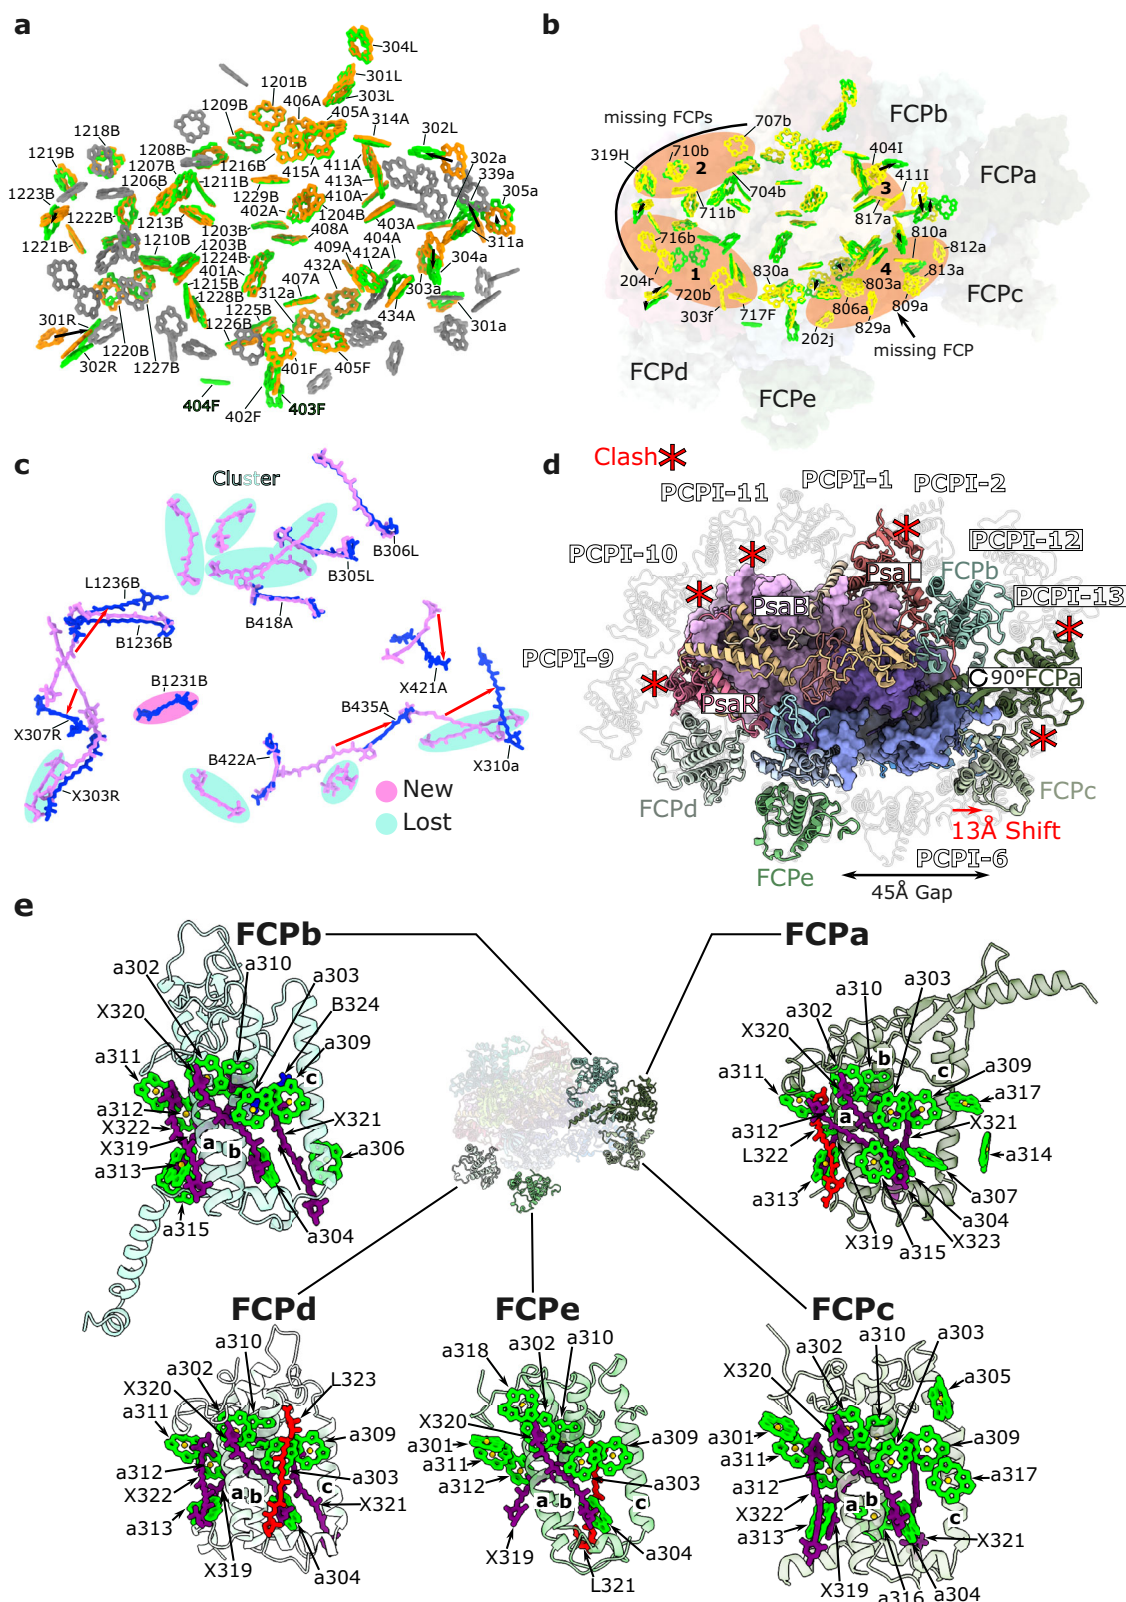 a
304L
301L
303L
1201B
406A
1209B
405A
314A
1218B
302L
1208B
1219B
1207B
1216B
411A
302a
1206B
415A
413A
339a
1211B
410A
305a
1223B
1229B
402A
1222B
1213B
1204B
403A
1203B
311a
1210B
408A
404A
1221B
1203B
409A
412A
1224B
304a
401A
407A
432A
1215B
303a
1228B
312a
434A
301a
301R
1225B
1226B
1220B
401F
302R
1227B
405F
404F
402F
403F
b
FCPb
missing FCPs
707b
319H
710b
404I
2
FCPa
704b
411I
3
711b
817a
810a
716b
812a
1
830a
4
813a
204r
803a
FCPc
720b
806a
809a
303f
717F
829a
202j
missing FCP
FCPd
FCPe
c
Cluster
B306L
L1236B
B305L
B1236B
B418A
B1231B
X421A
X307R
B435A
B422A
X310a
X303R
New
Lost
d
Clash
PCPI-1
PCPI-11
PCPI-2
PCPI-10
PCPI-12
PsaL
FCPb
PsaB
PCPI-13
PCPI-9
90° FCPa
PsaR
FCPd
FCPc
13Å Shift
PCPI-6
FCPe
45Å Gap
e
FCPb
a302
a310
a303
X320
B324
a311
a309
c
a312
X322
X321
X319
a
b
a306
a313
a315
a304
FCPa
a303
a310
a302
X320
b
a309
a311
c
a317
a
a312
X321
L322
a314
a313
a307
a304
X319
a315
X323
FCPd
a310
a302
L323
X320
a311
a309
a312
a303
X322
a
b
c
X321
a313
X319
a304
FCPe
a302
a310
a318
X320
a301
a309
a311
a312
a303
a
b
c
X319
a304
L321
FCPc
a310
a303
a302
X320
a305
a301
a309
a311
a312
a317
X322
a
b
a313
c
X321
X319
a304
a316